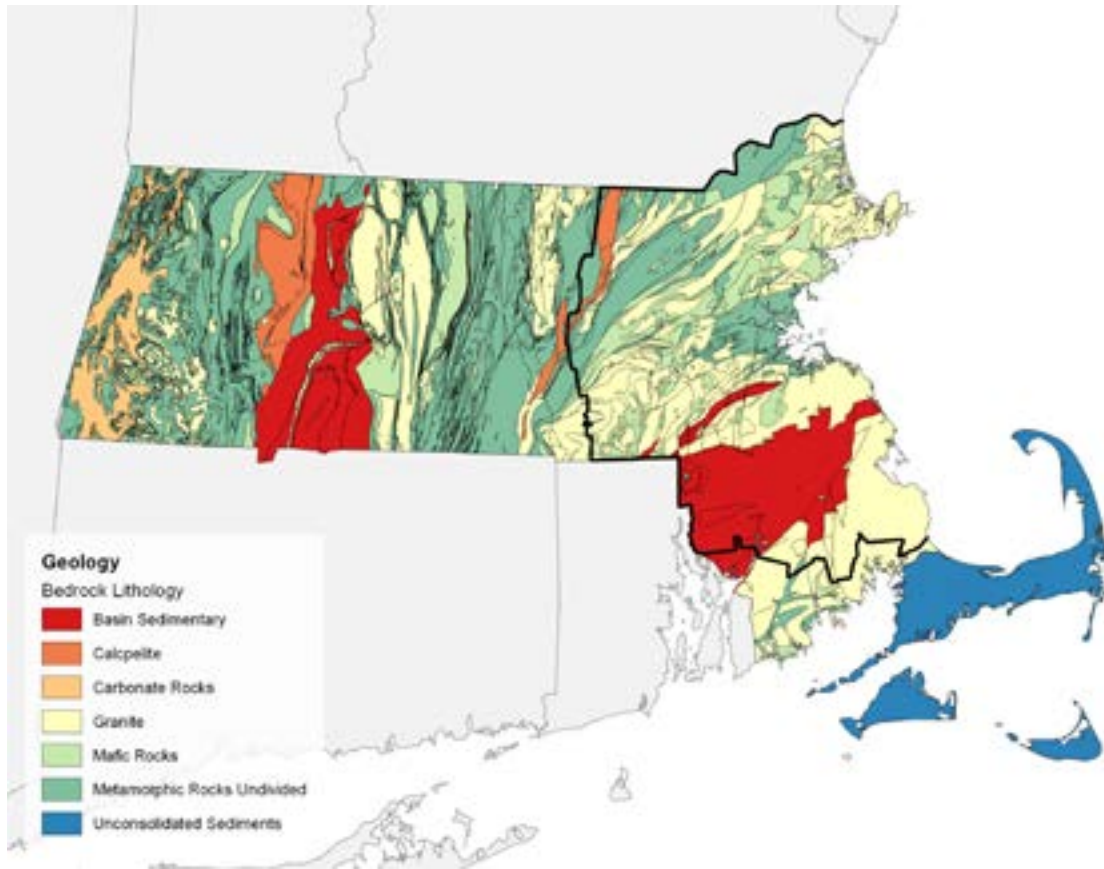 Geology
Bedrock Lithology
Basin Sedimentary
Calcpelite
Carbonate Rocks
Granite
Mafic Rocks
Metamorphic Rocks Undivided
Unconsolidated Sediments